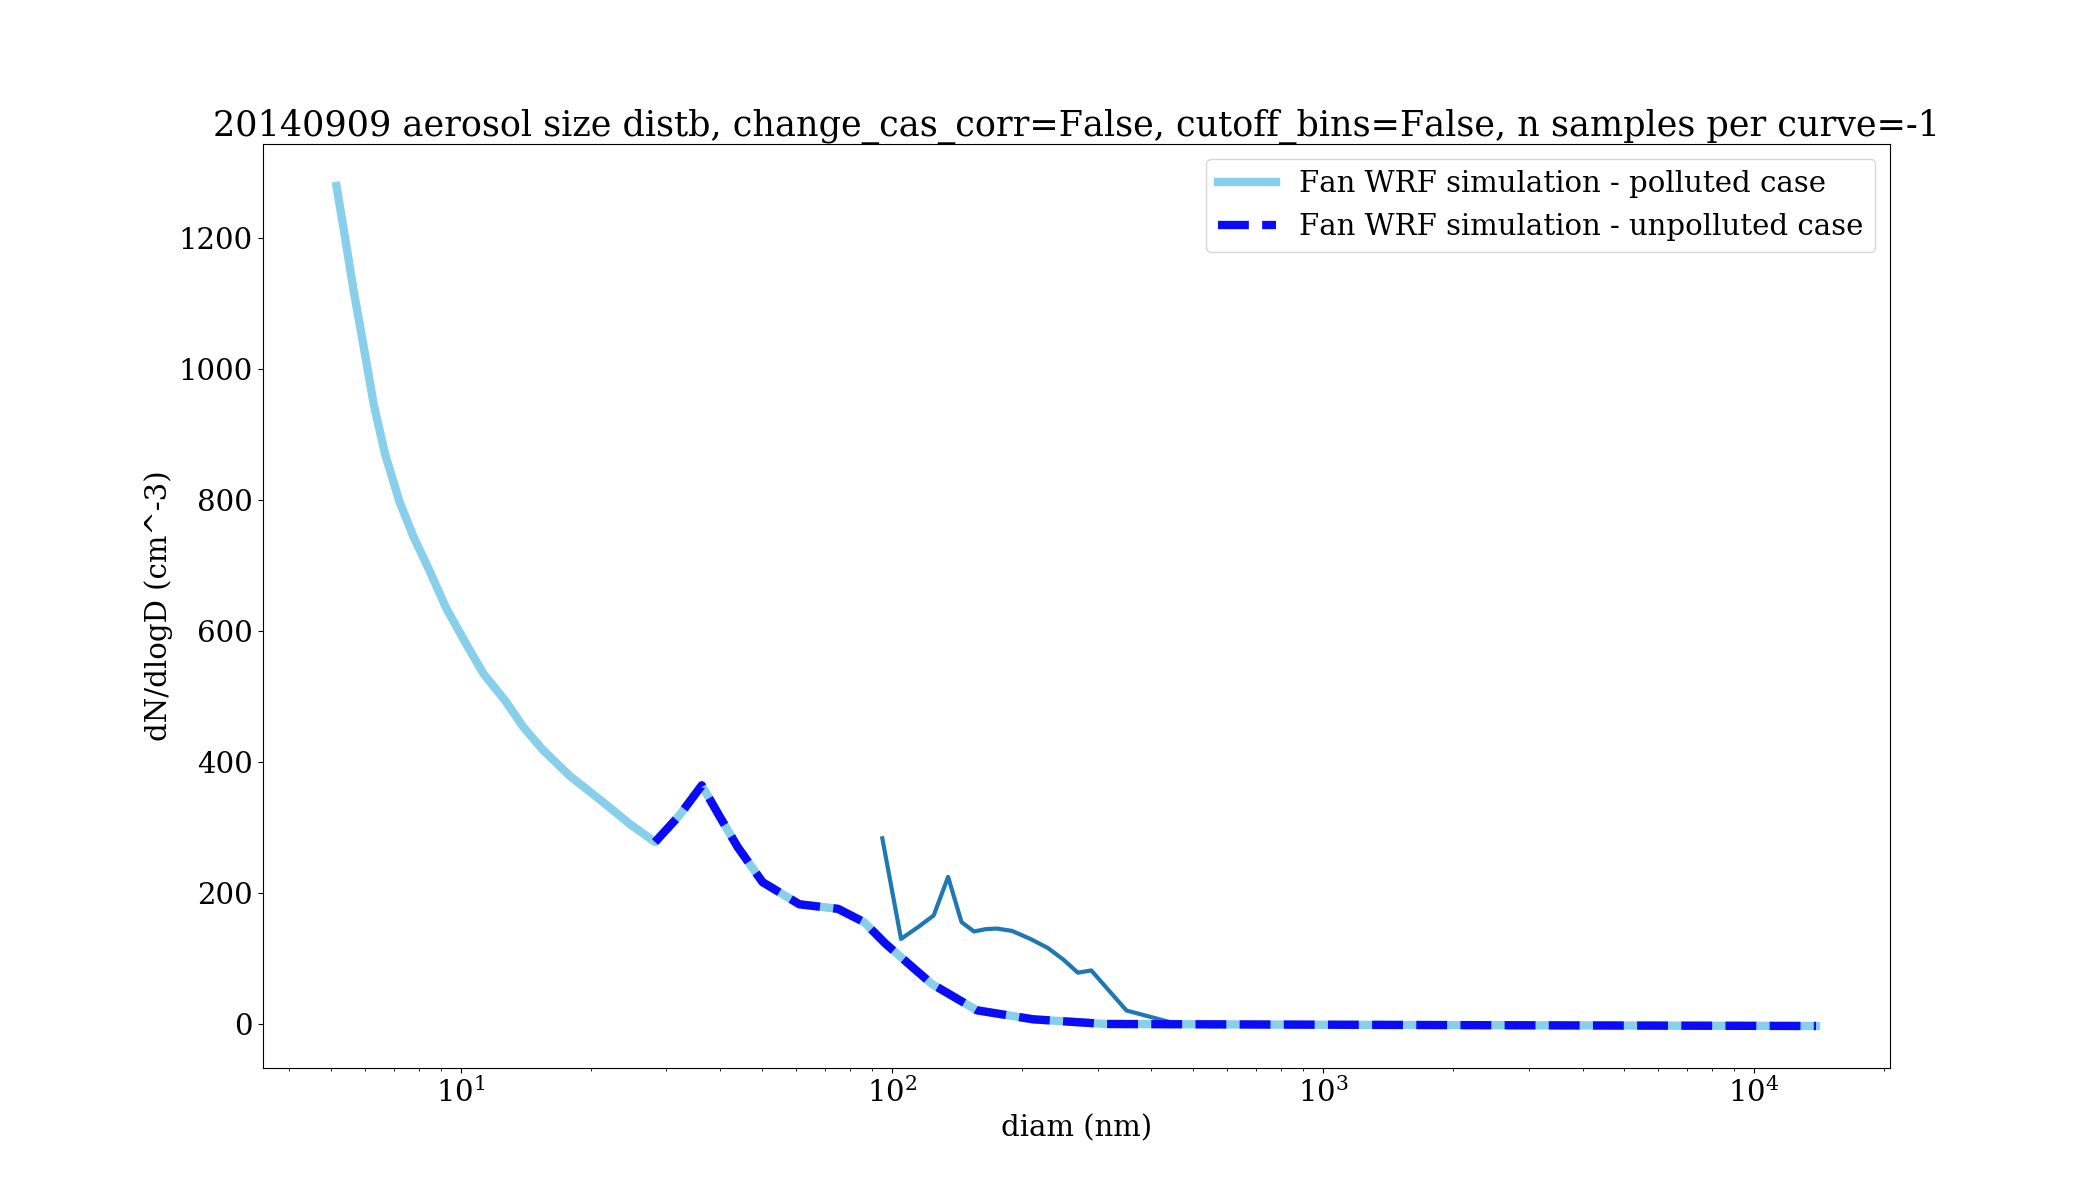 20140909 aerosol size distb, change_cas_corr=False, cutoff_bins=False, n samples per curve=-1
Fan WRF simulation - polluted case
Fan WRF simulation - unpolluted case
1200
1000
800
600
400
200
0
dN/dlogD (cm^-3)
10¹ 10² 10³ 10⁴
diam (nm)